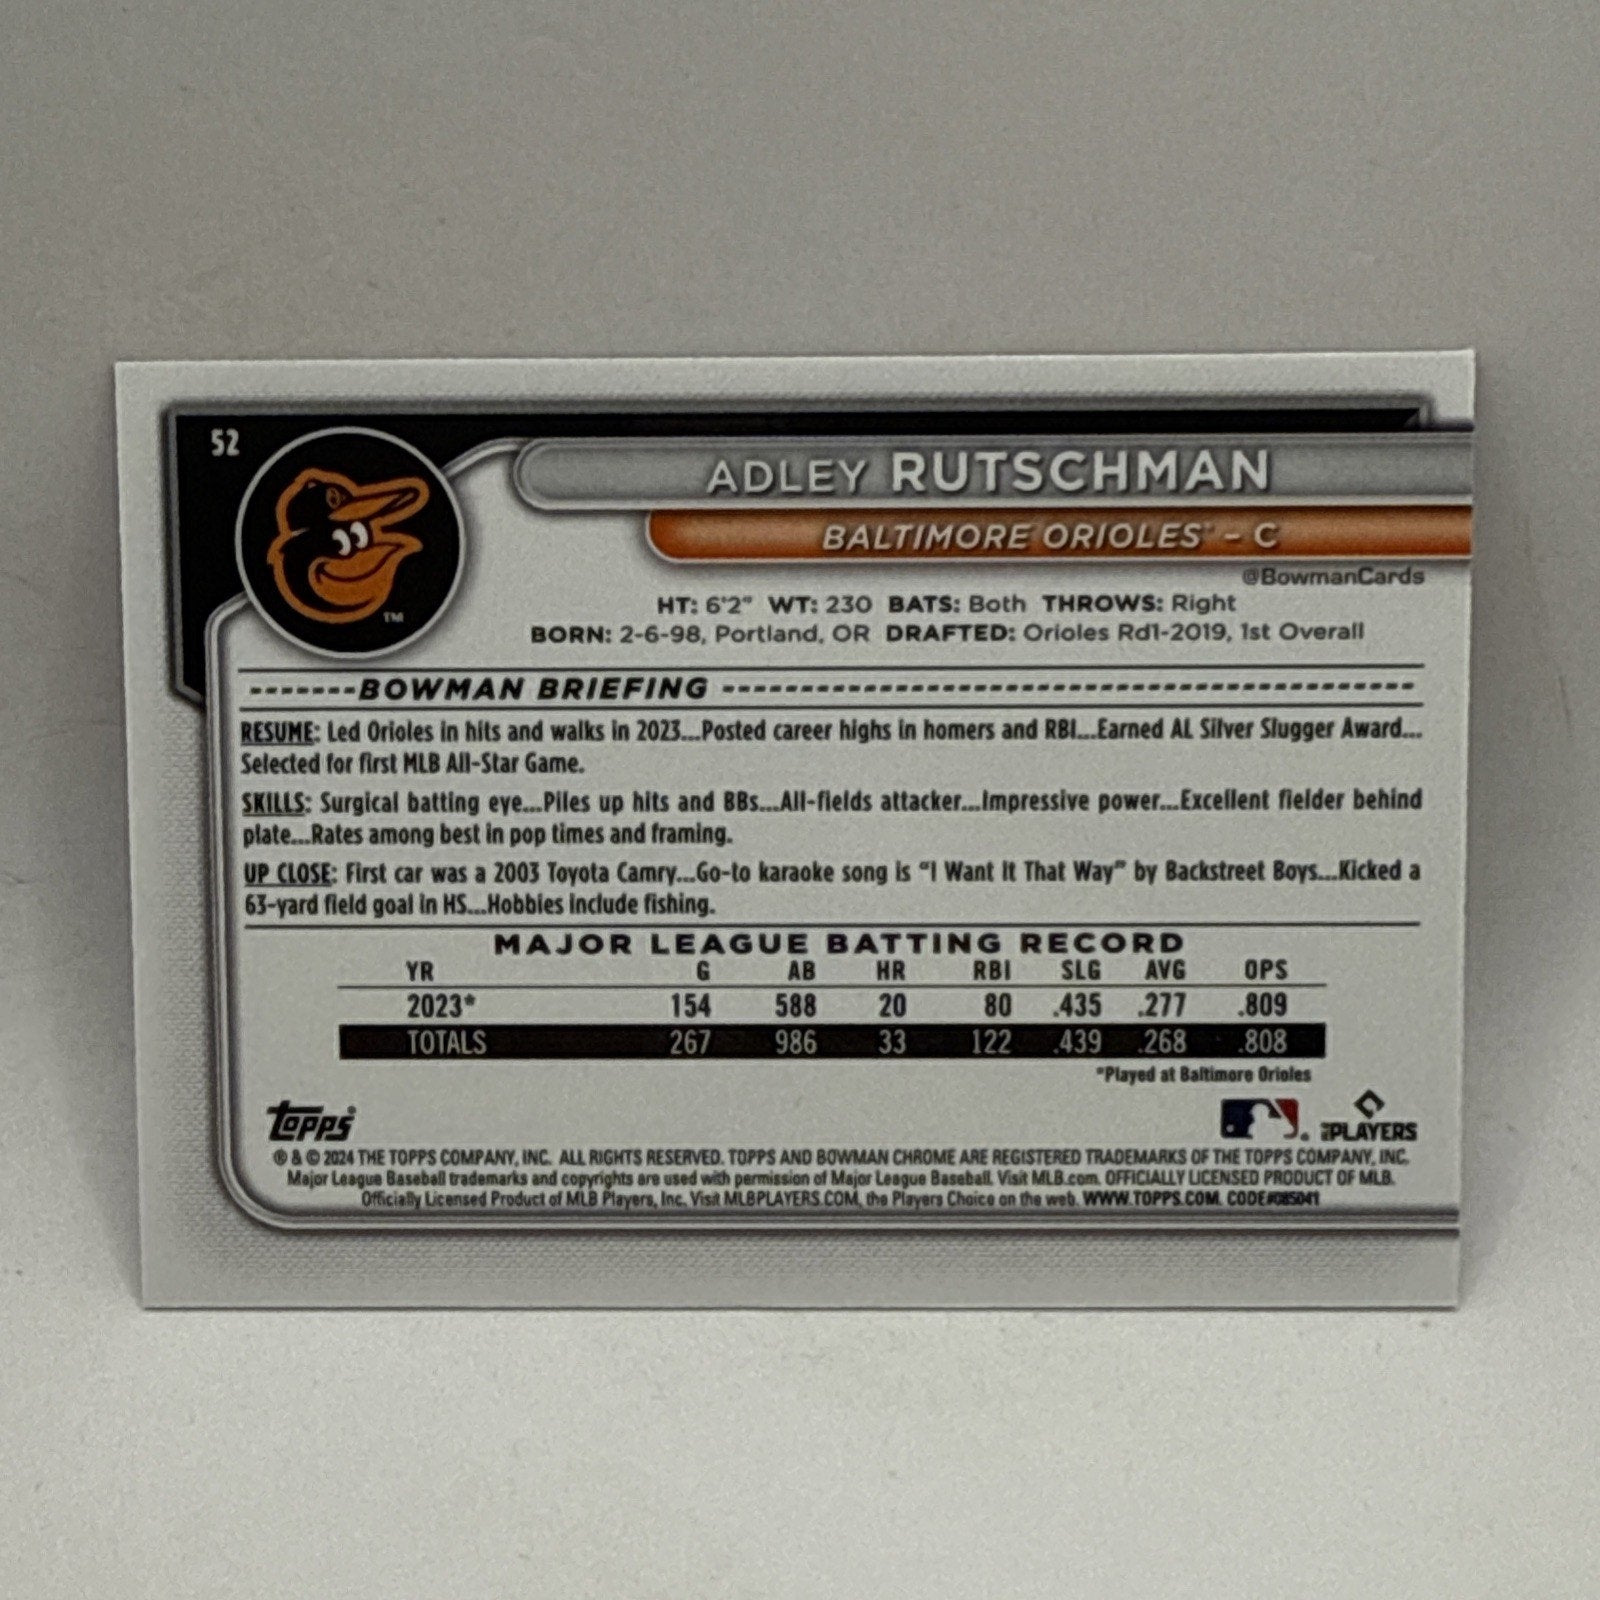 52
ADLEY RUTSCHMAN
BALTIMORE ORIOLES™ - C
@BowmanCards
HT: 6'2" WT: 230 BATS: Both THROWS: Right
BORN: 2-6-98, Portland, OR DRAFTED: Orioles Rd1-2019, 1st Overall
-------BOWMAN BRIEFING ------------------------------------------------
RESUME: Led Orioles in hits and walks in 2023...Posted career highs in homers and RBI...Earned AL Silver Slugger Award...
Selected for first MLB All-Star Game.
SKILLS: Surgical batting eye...Piles up hits and BBs...All-fields attacker...Impressive power...Excellent fielder behind
plate...Rates among best in pop times and framing.
UP CLOSE: First car was a 2003 Toyota Camry...Go-to karaoke song is "I Want It That Way" by Backstreet Boys...Kicked a
63-yard field goal in HS...Hobbies include fishing.
MAJOR LEAGUE BATTING RECORD
YR G AB HR RBI SLG AVG OPS
2023* 154 588 20 80 .435 .277 .809
TOTALS 267 986 33 122 .439 .268 .808
*Played at Baltimore Orioles
topps® ®. MLB PLAYERS
® & © 2024 THE TOPPS COMPANY, INC. ALL RIGHTS RESERVED. TOPPS AND BOWMAN CHROME ARE REGISTERED TRADEMARKS OF THE TOPPS COMPANY, INC.
Major League Baseball trademarks and copyrights are used with permission of Major League Baseball. Visit MLB.com. OFFICIALLY LICENSED PRODUCT OF MLB.
Officially Licensed Product of MLB Players, Inc. Visit MLBPLAYERS.COM, the Players Choice on the web. WWW.TOPPS.COM. CODE#085041